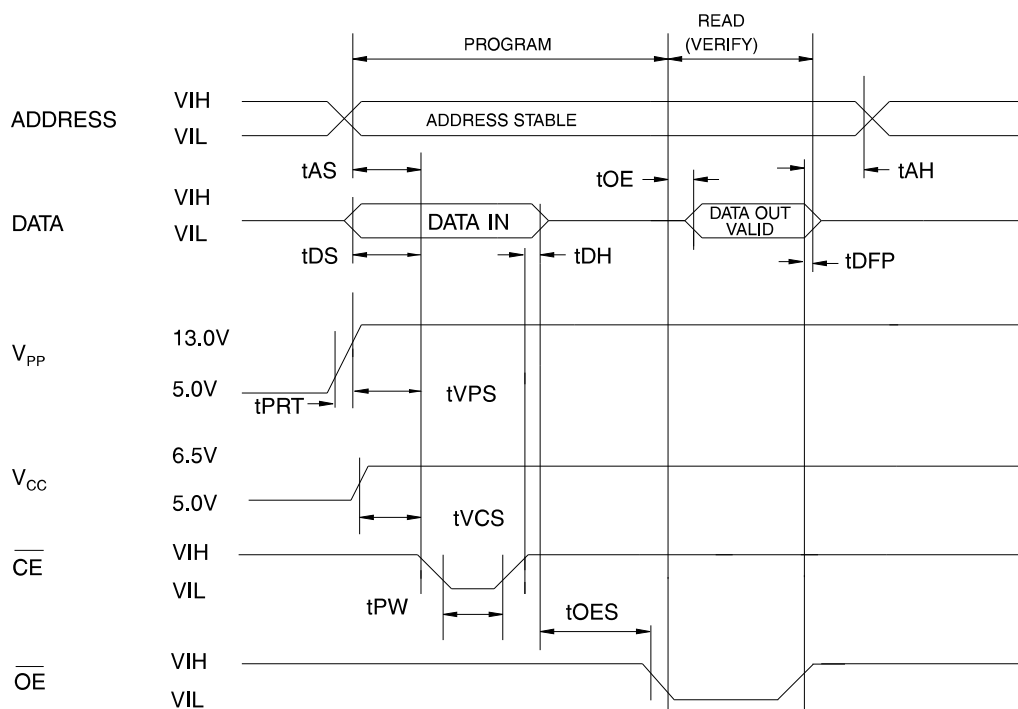 READ
PROGRAM (VERIFY)
VIH
ADDRESS ADDRESS STABLE
VIL
tAS tOE tAH
VIH
DATA DATA IN DATA OUT VALID
VIL
tDS tDH tDFP
13.0V
VPP
5.0V
tPRT tVPS
6.5V
VCC
5.0V
tVCS
VIH
CE
VIL
tPW tOES
VIH
OE
VIL